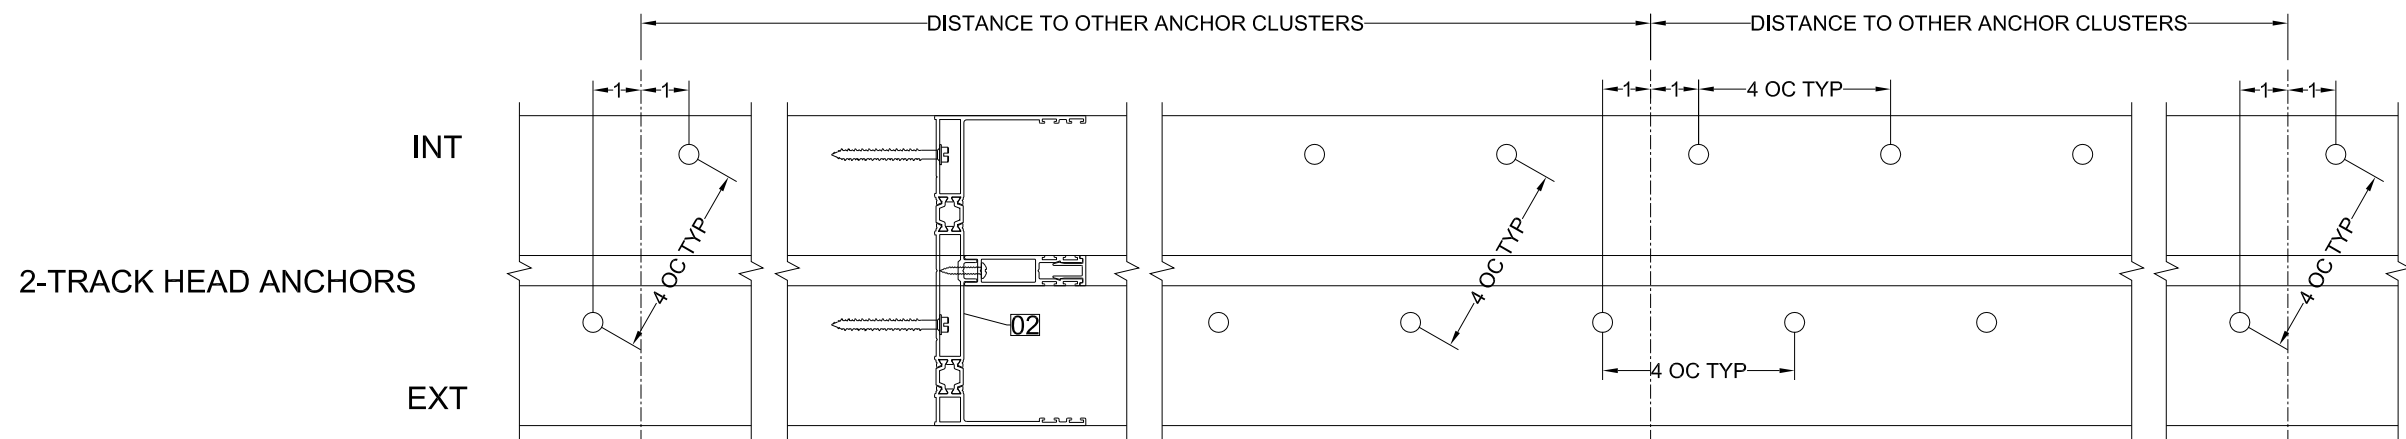 DISTANCE TO OTHER ANCHOR CLUSTERS
DISTANCE TO OTHER ANCHOR CLUSTERS
1
1
1
1
4 OC TYP
1
1
INT
4 OC TYP
4 OC TYP
4 OC TYP
2-TRACK HEAD ANCHORS
02
4 OC TYP
EXT